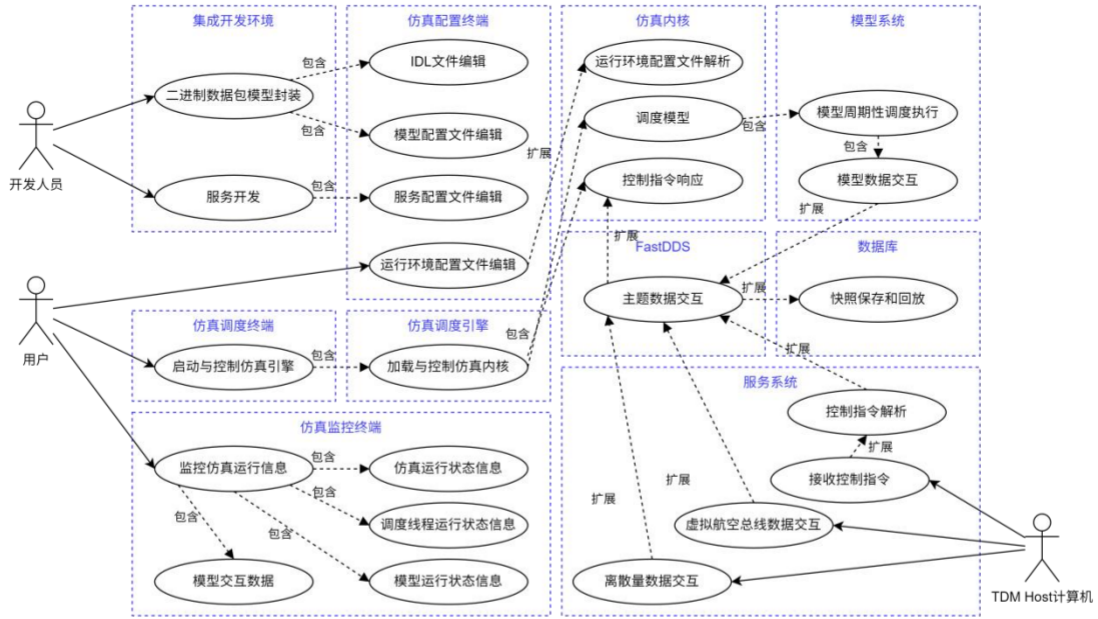 集成开发环境
仿真配置终端
仿真内核
模型系统
二进制数据包模型封装
包含
包含
IDL文件编辑
模型配置文件编辑
服务开发
包含
服务配置文件编辑
运行环境配置文件编辑
扩展
运行环境配置文件解析
调度模型
包含
控制指令响应
模型周期性调度执行
包含
模型数据交互
扩展
开发人员
扩展
FastDDS
数据库
主题数据交互
扩展
快照保存和回放
用户
仿真调度终端
仿真调度引擎
启动与控制仿真引擎
包含
加载与控制仿真内核
包含
扩展
仿真监控终端
监控仿真运行信息
包含
仿真运行状态信息
包含
调度线程运行状态信息
包含
包含
模型交互数据
模型运行状态信息
服务系统
控制指令解析
扩展
接收控制指令
扩展
虚拟航空总线数据交互
扩展
离散量数据交互
TDM Host计算机